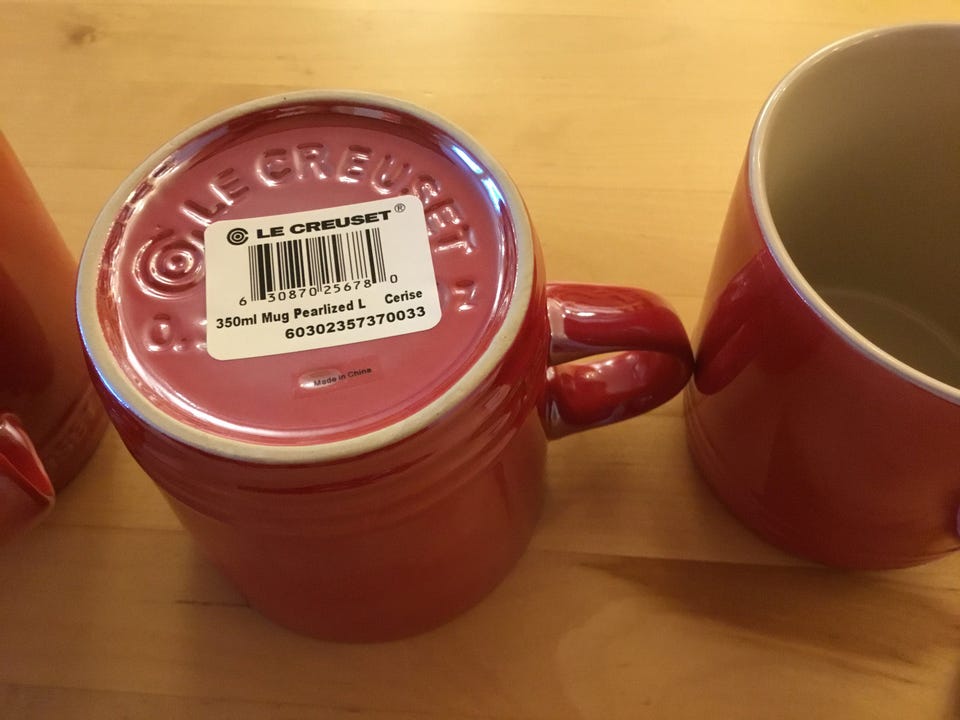 LE CREUSET
LE CREUSET®
6 30870 25678 0
350ml Mug Pearlized L Cerise
60302357370033
Made in China